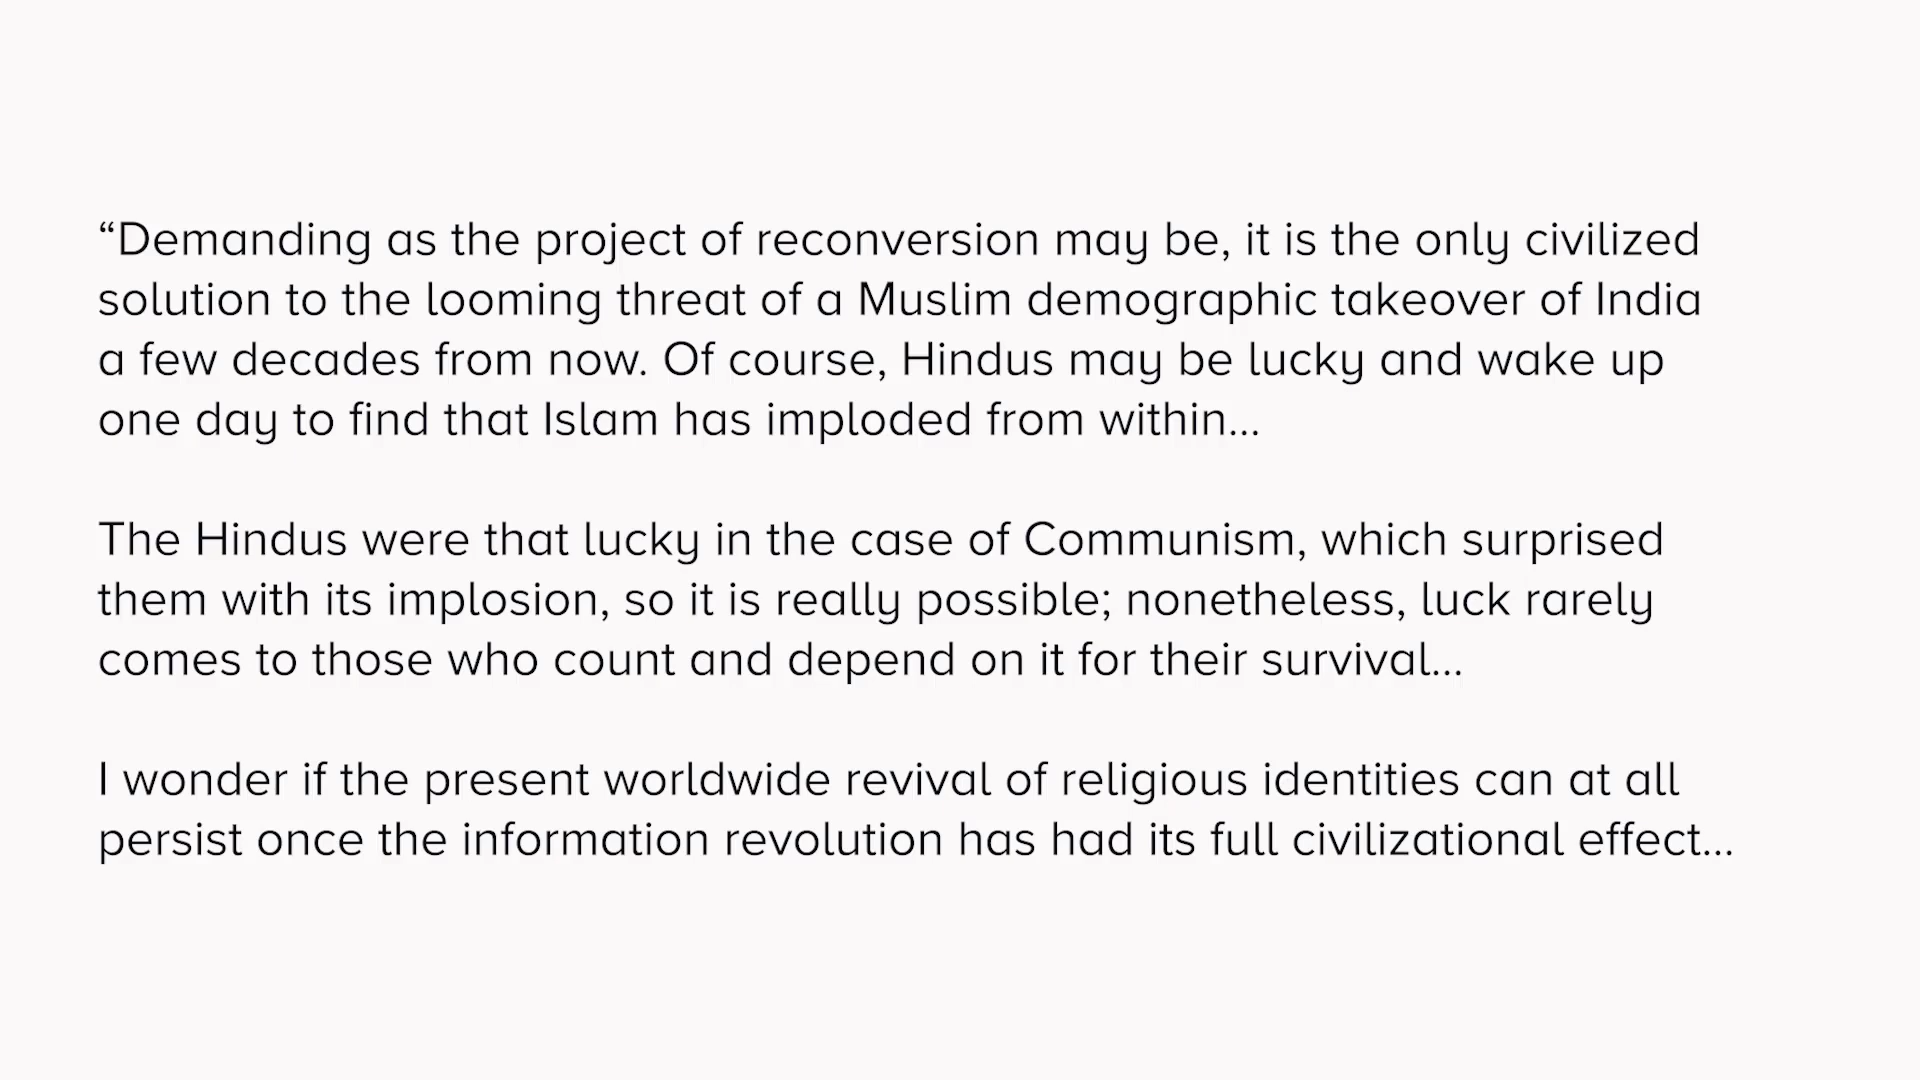 “Demanding as the project of reconversion may be, it is the only civilized
solution to the looming threat of a Muslim demographic takeover of India
a few decades from now. Of course, Hindus may be lucky and wake up
one day to find that Islam has imploded from within...
The Hindus were that lucky in the case of Communism, which surprised
them with its implosion, so it is really possible; nonetheless, luck rarely
comes to those who count and depend on it for their survival...
I wonder if the present worldwide revival of religious identities can at all
persist once the information revolution has had its full civilizational effect...